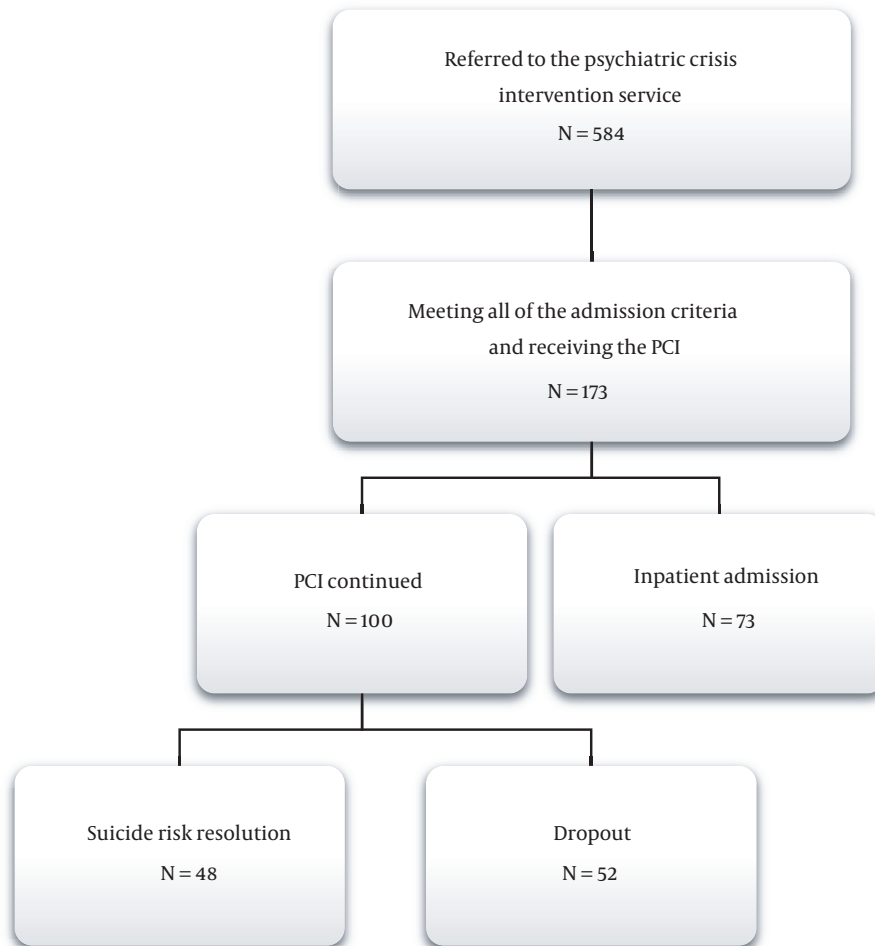 Referred to the psychiatric crisis
intervention service
N = 584
Meeting all of the admission criteria
and receiving the PCI
N = 173
PCI continued
N = 100
Inpatient admission
N = 73
Suicide risk resolution
N = 48
Dropout
N = 52